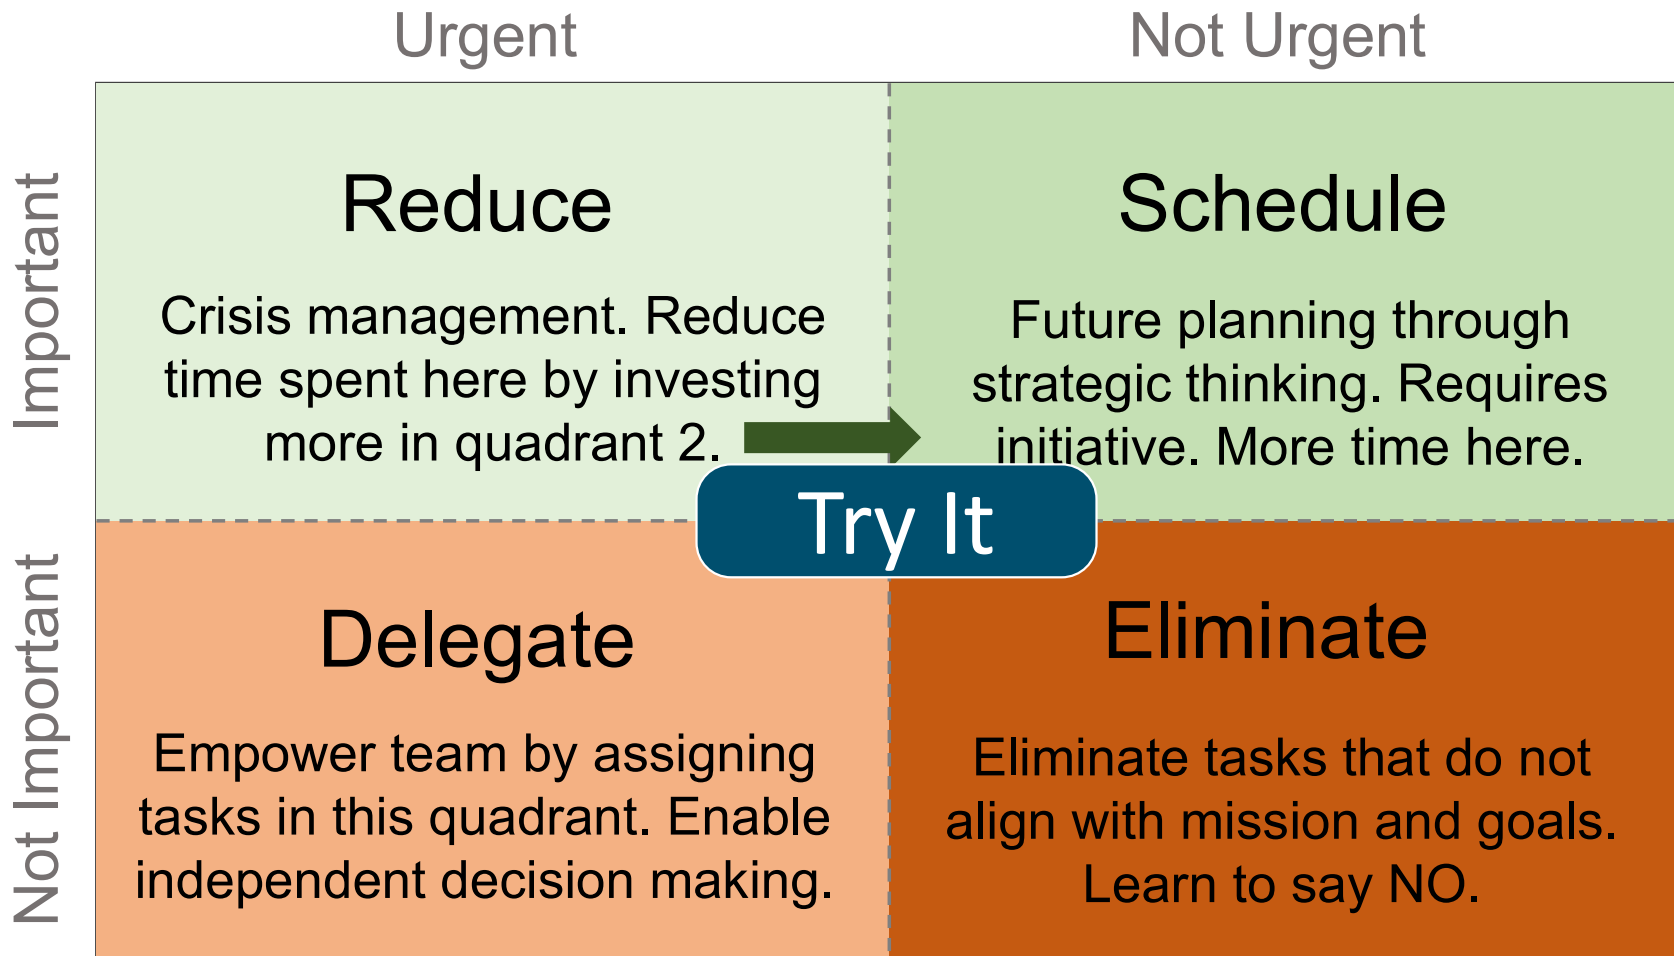 Urgent
Not Urgent
Important
Reduce
Crisis management. Reduce
time spent here by investing
more in quadrant 2.
Schedule
Future planning through
strategic thinking. Requires
initiative. More time here.
Try It
Not Important
Delegate
Empower team by assigning
tasks in this quadrant. Enable
independent decision making.
Eliminate
Eliminate tasks that do not
align with mission and goals.
Learn to say NO.